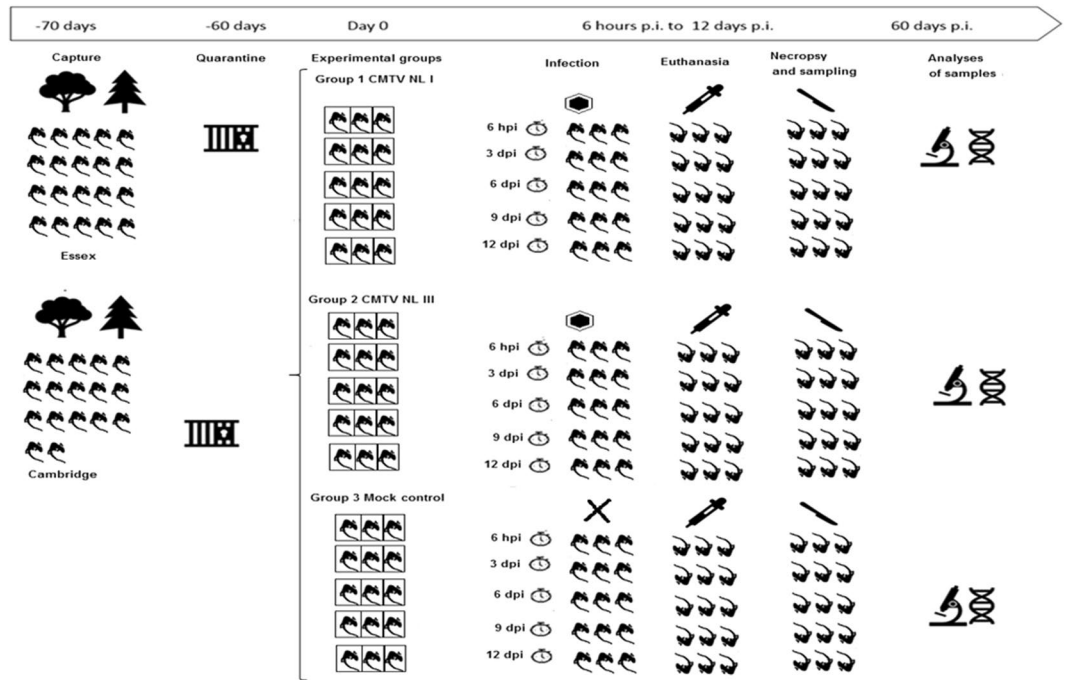 -70 days
-60 days
Day 0
6 hours p.i. to 12 days p.i.
60 days p.i.
Capture
Quarantine
Experimental groups
Infection
Euthanasia
Necropsy
and sampling
Analyses
of samples
Group 1 CMTV NL I
6 hpi
3 dpi
6 dpi
9 dpi
12 dpi
Essex
Group 2 CMTV NL III
6 hpi
3 dpi
6 dpi
9 dpi
12 dpi
Cambridge
Group 3 Mock control
6 hpi
3 dpi
6 dpi
9 dpi
12 dpi